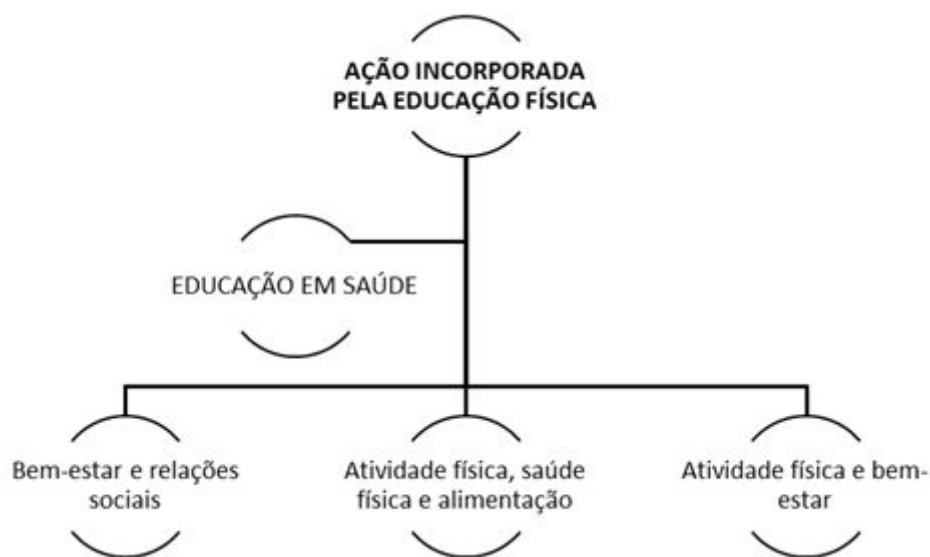 AÇÃO INCORPORADA
PELA EDUCAÇÃO FÍSICA
EDUCAÇÃO EM SAÚDE
Bem-estar e relações
sociais
Atividade física, saúde
física e alimentação
Atividade física e bem-
estar